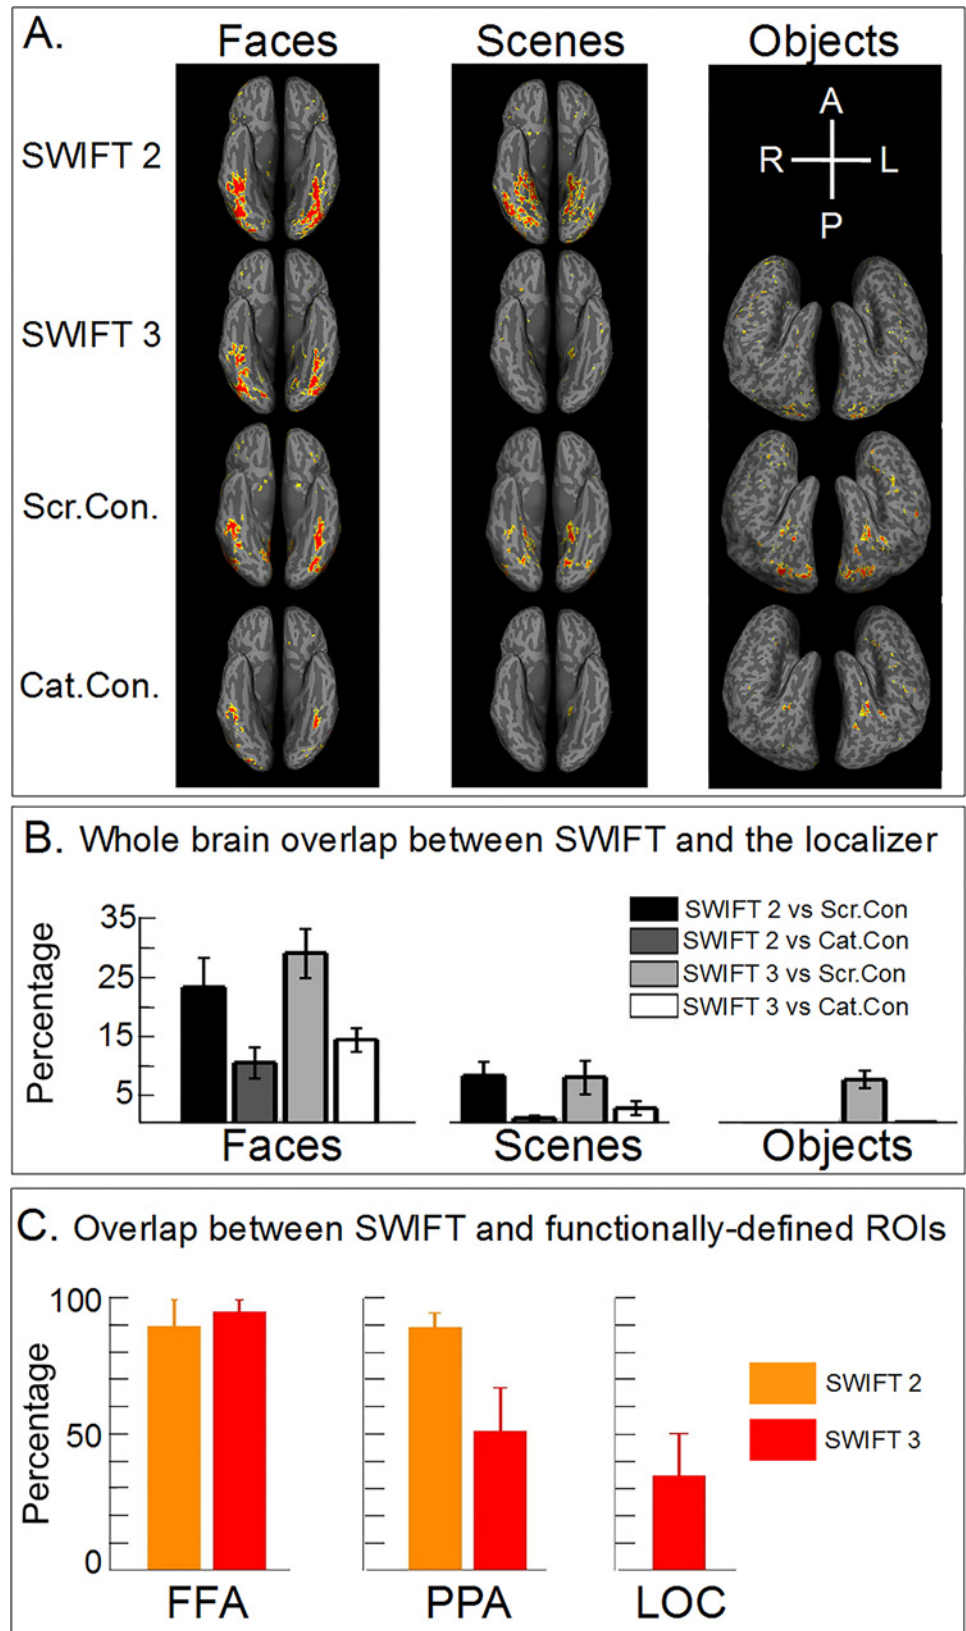 A.
Faces Scenes Objects
SWIFT 2
A
R L
P
SWIFT 3
Scr.Con.
Cat.Con.
B. Whole brain overlap between SWIFT and the localizer
Percentage
35
25
15
5
SWIFT 2 vs Scr.Con
SWIFT 2 vs Cat.Con
SWIFT 3 vs Scr.Con
SWIFT 3 vs Cat.Con
Faces Scenes Objects
C. Overlap between SWIFT and functionally-defined ROIs
Percentage
100
50
0
SWIFT 2
SWIFT 3
FFA PPA LOC